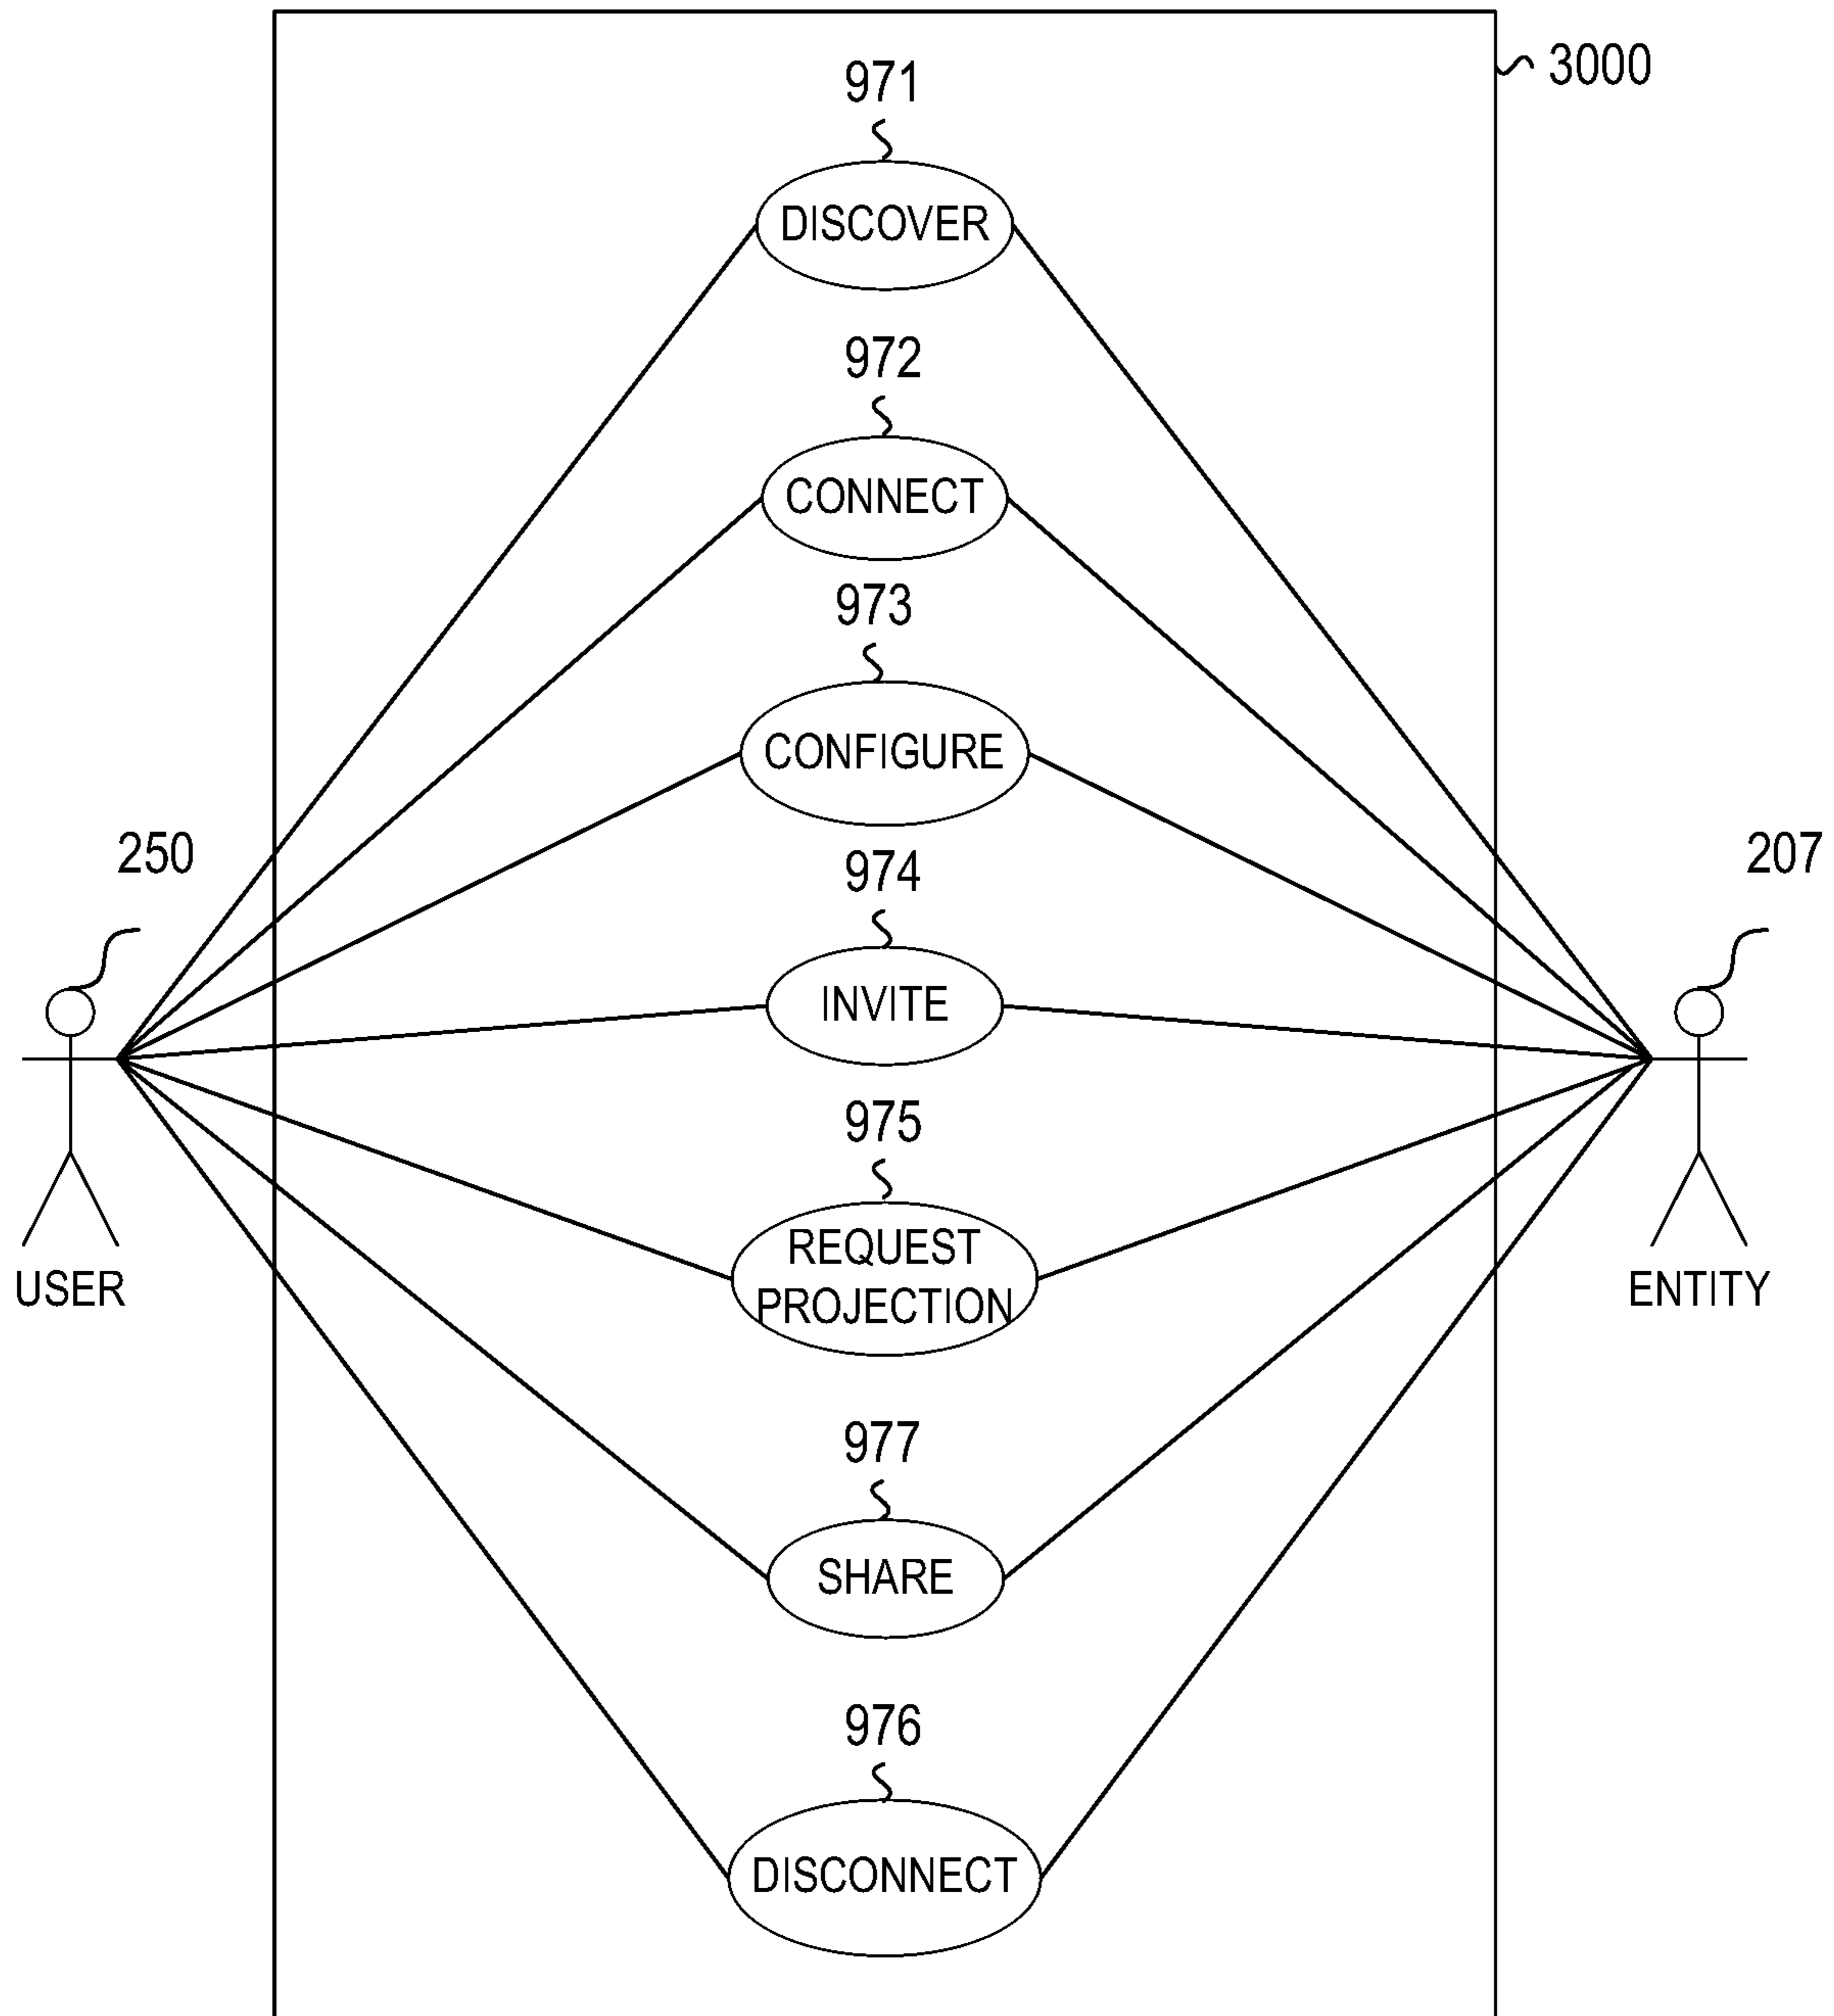 3000
971
DISCOVER
972
CONNECT
973
CONFIGURE
250
974
207
INVITE
975
REQUEST
PROJECTION
USER
ENTITY
977
SHARE
976
DISCONNECT